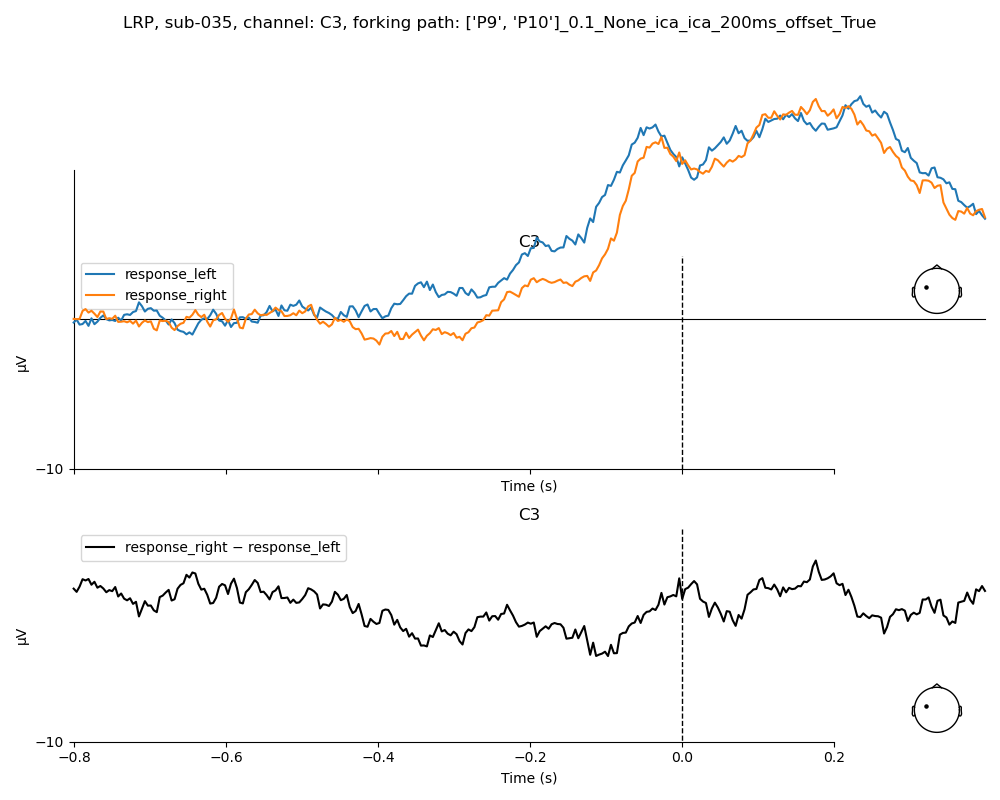 LRP, sub-035, channel: C3, forking path: ['P9', 'P10']_0.1_None_ica_ica_200ms_offset_True
C3
response_left
response_right
µV
−10
Time (s)
C3
response_right − response_left
µV
−10
−0.8 −0.6 −0.4 −0.2 0.0 0.2
Time (s)